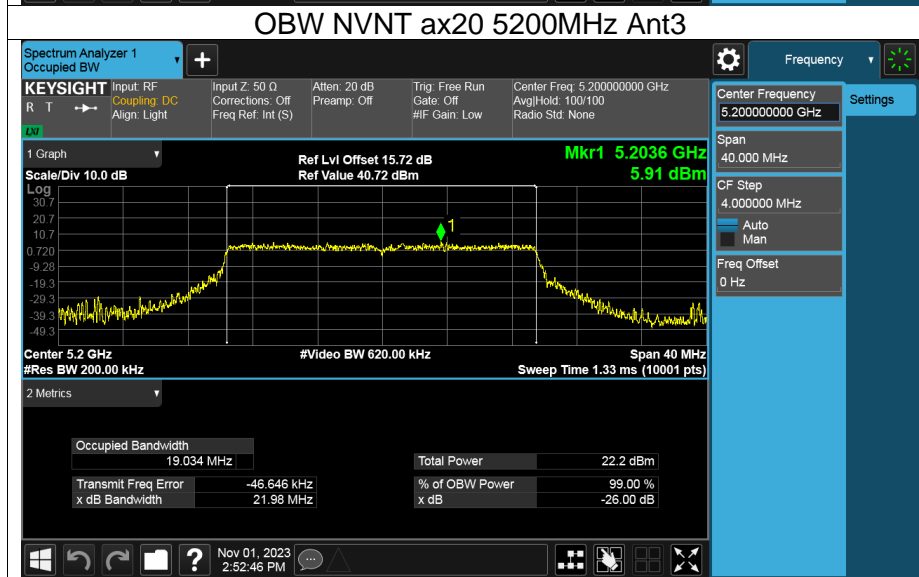 OBW NVNT ax20 5200MHz Ant3
Spectrum Analyzer 1
Occupied BW
+
Frequency
KEYSIGHT
R T
LXI
Input: RF
Coupling: DC
Align: Light
Input Z: 50 Ω
Corrections: Off
Freq Ref: Int (S)
Atten: 20 dB
Preamp: Off
Trig: Free Run
Gate: Off
#IF Gain: Low
Center Freq: 5.200000000 GHz
Avg|Hold: 100/100
Radio Std: None
Center Frequency
5.200000000 GHz
Settings
Span
40.000 MHz
CF Step
4.000000 MHz
Auto
Man
Freq Offset
0 Hz
1 Graph
Ref Lvl Offset 15.72 dB
Mkr1 5.2036 GHz
Scale/Div 10.0 dB
Ref Value 40.72 dBm
5.91 dBm
Log
30.7
20.7
10.7
0.720
-9.28
-19.3
-29.3
-39.3
-49.3
1
Center 5.2 GHz
#Video BW 620.00 kHz
Span 40 MHz
#Res BW 200.00 kHz
Sweep Time 1.33 ms (10001 pts)
2 Metrics
Occupied Bandwidth
19.034 MHz
Total Power 22.2 dBm
Transmit Freq Error -46.646 kHz
% of OBW Power 99.00 %
x dB Bandwidth 21.98 MHz
x dB -26.00 dB
?
Nov 01, 2023
2:52:46 PM